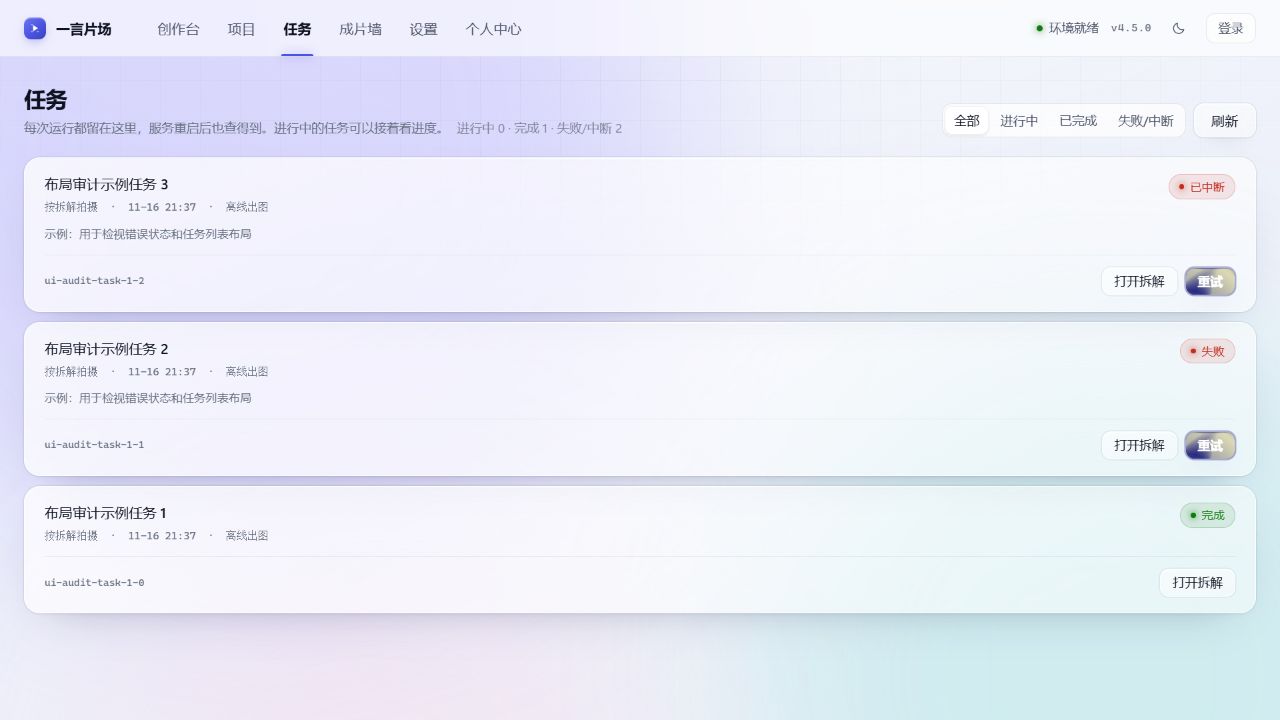 一言片场 创作台 项目 任务 成片墙 设置 个人中心 环境就绪 v4.5.0 登录
任务
每次运行都留在这里，服务重启后也查得到。进行中的任务可以接着看进度。 进行中 0 · 完成 1 · 失败/中断 2
全部 进行中 已完成 失败/中断 刷新
布局审计示例任务 3 已中断
按拆解拍摄 · 11-16 21:37 · 离线出图
示例：用于检视错误状态和任务列表布局
ui-audit-task-1-2 打开拆解 重试
布局审计示例任务 2 失败
按拆解拍摄 · 11-16 21:37 · 离线出图
示例：用于检视错误状态和任务列表布局
ui-audit-task-1-1 打开拆解 重试
布局审计示例任务 1 完成
按拆解拍摄 · 11-16 21:37 · 离线出图
ui-audit-task-1-0 打开拆解